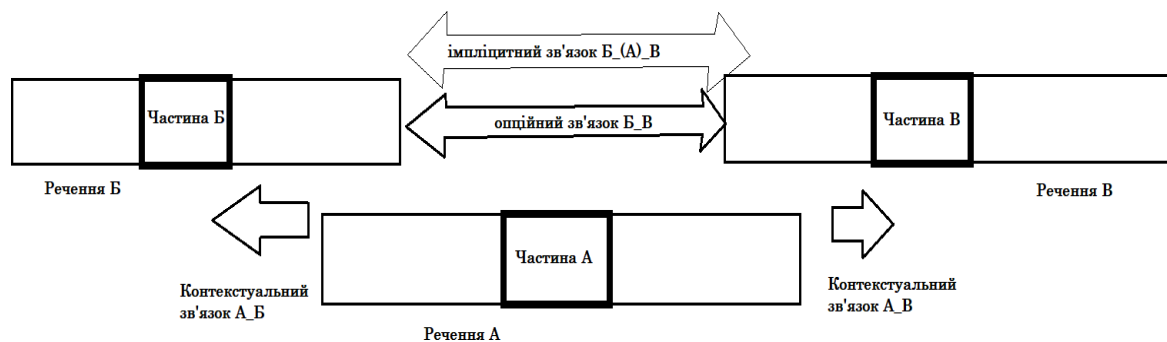 імпліцитний зв'язок Б_(А)_В
Частина Б
опційний зв'язок Б_В
Частина В
Речення Б
Речення В
Частина А
Контекстуальний
зв'язок А_Б
Контекстуальний
зв'язок А_В
Речення А